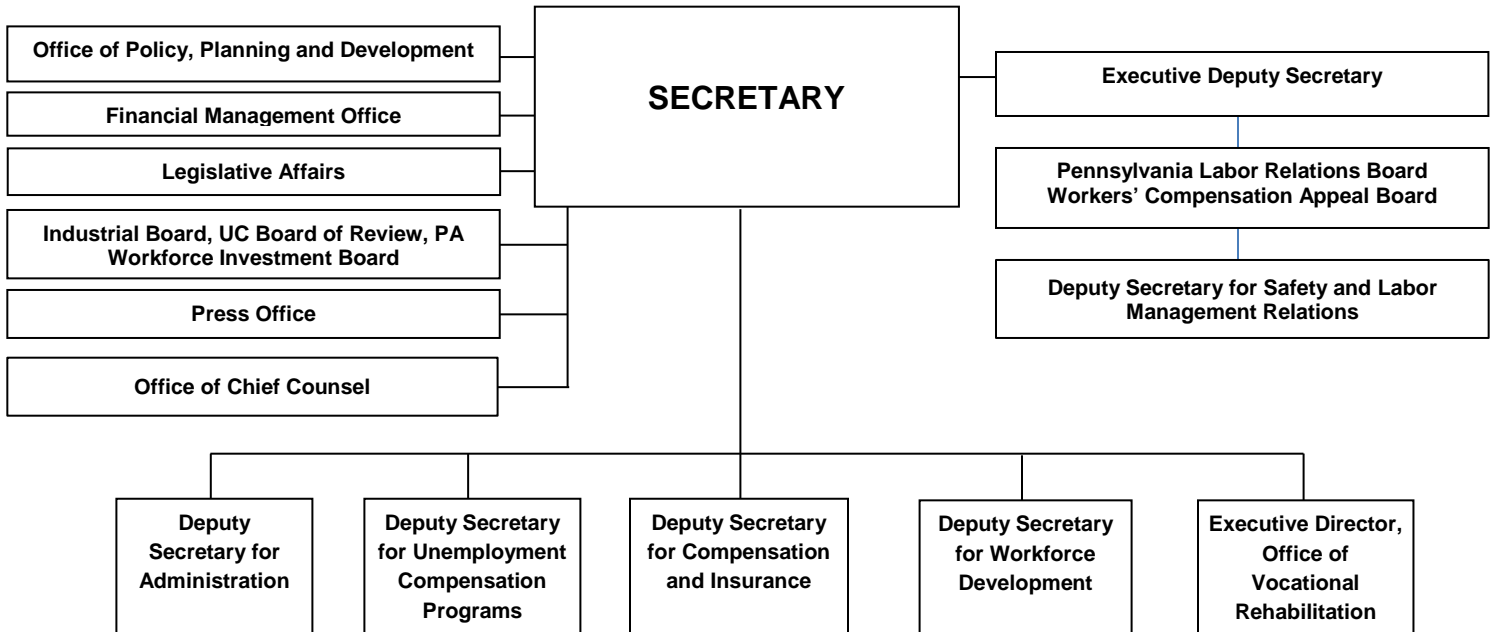 Office of Policy, Planning and Development
Financial Management Office
Legislative Affairs
Industrial Board, UC Board of Review, PA
Workforce Investment Board
Press Office
Office of Chief Counsel
SECRETARY
Executive Deputy Secretary
Pennsylvania Labor Relations Board
Workers’ Compensation Appeal Board
Deputy Secretary for Safety and Labor
Management Relations
Deputy
Secretary for
Administration
Deputy Secretary
for Unemployment
Compensation
Programs
Deputy Secretary
for Compensation
and Insurance
Deputy Secretary
for Workforce
Development
Executive Director,
Office of
Vocational
Rehabilitation